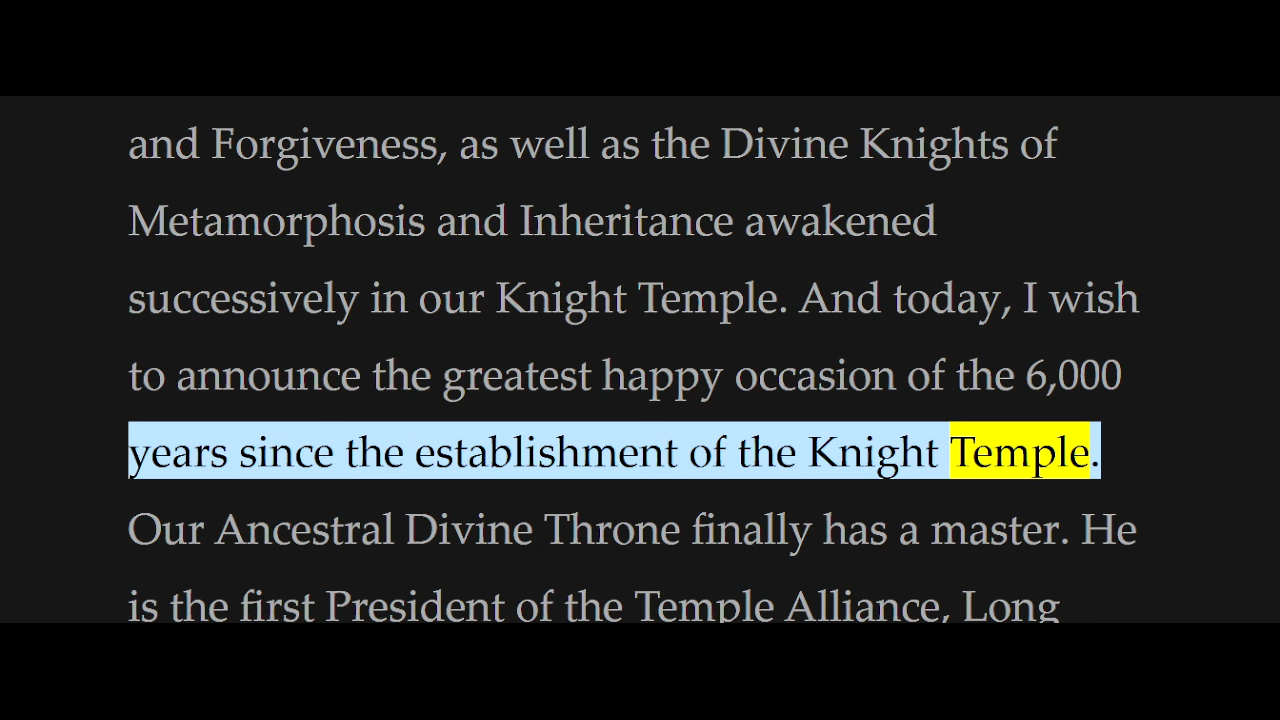 and Forgiveness, as well as the Divine Knights of
Metamorphosis and Inheritance awakened
successively in our Knight Temple. And today, I wish
to announce the greatest happy occasion of the 6,000
years since the establishment of the Knight Temple.
Our Ancestral Divine Throne finally has a master. He
is the first President of the Temple Alliance, Long